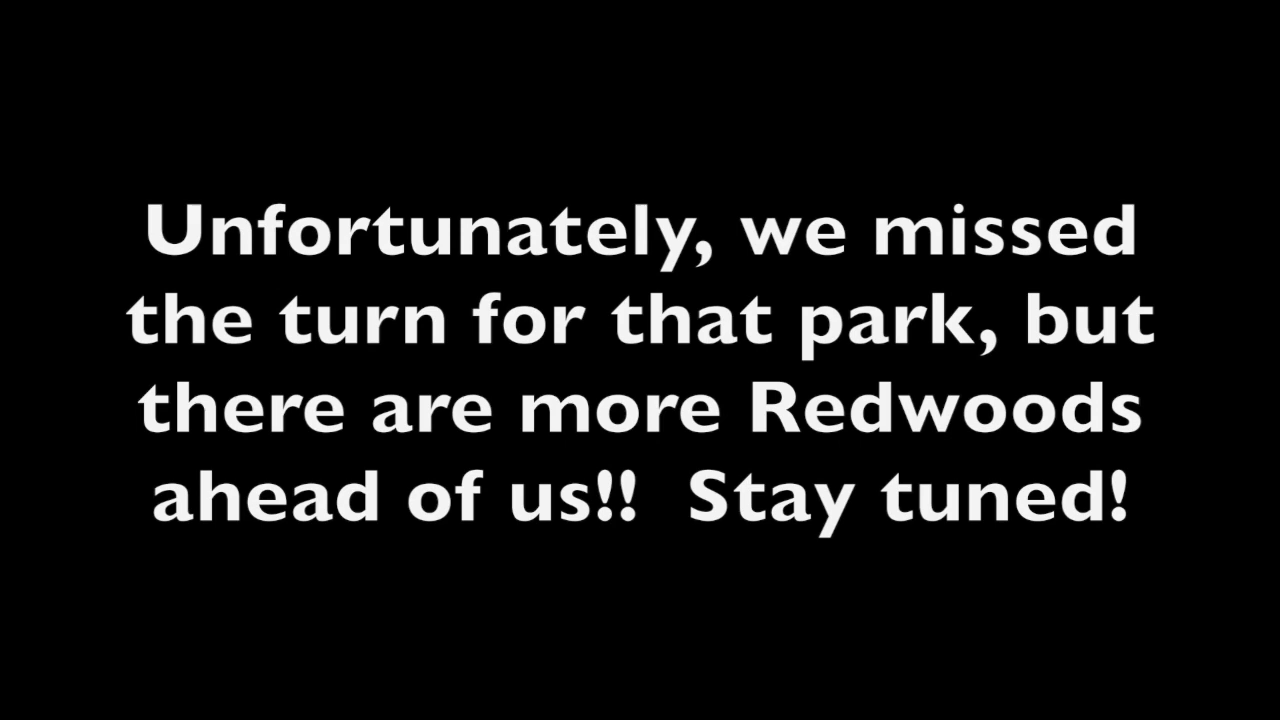 Unfortunately, we missed
the turn for that park, but
there are more Redwoods
ahead of us!!  Stay tuned!